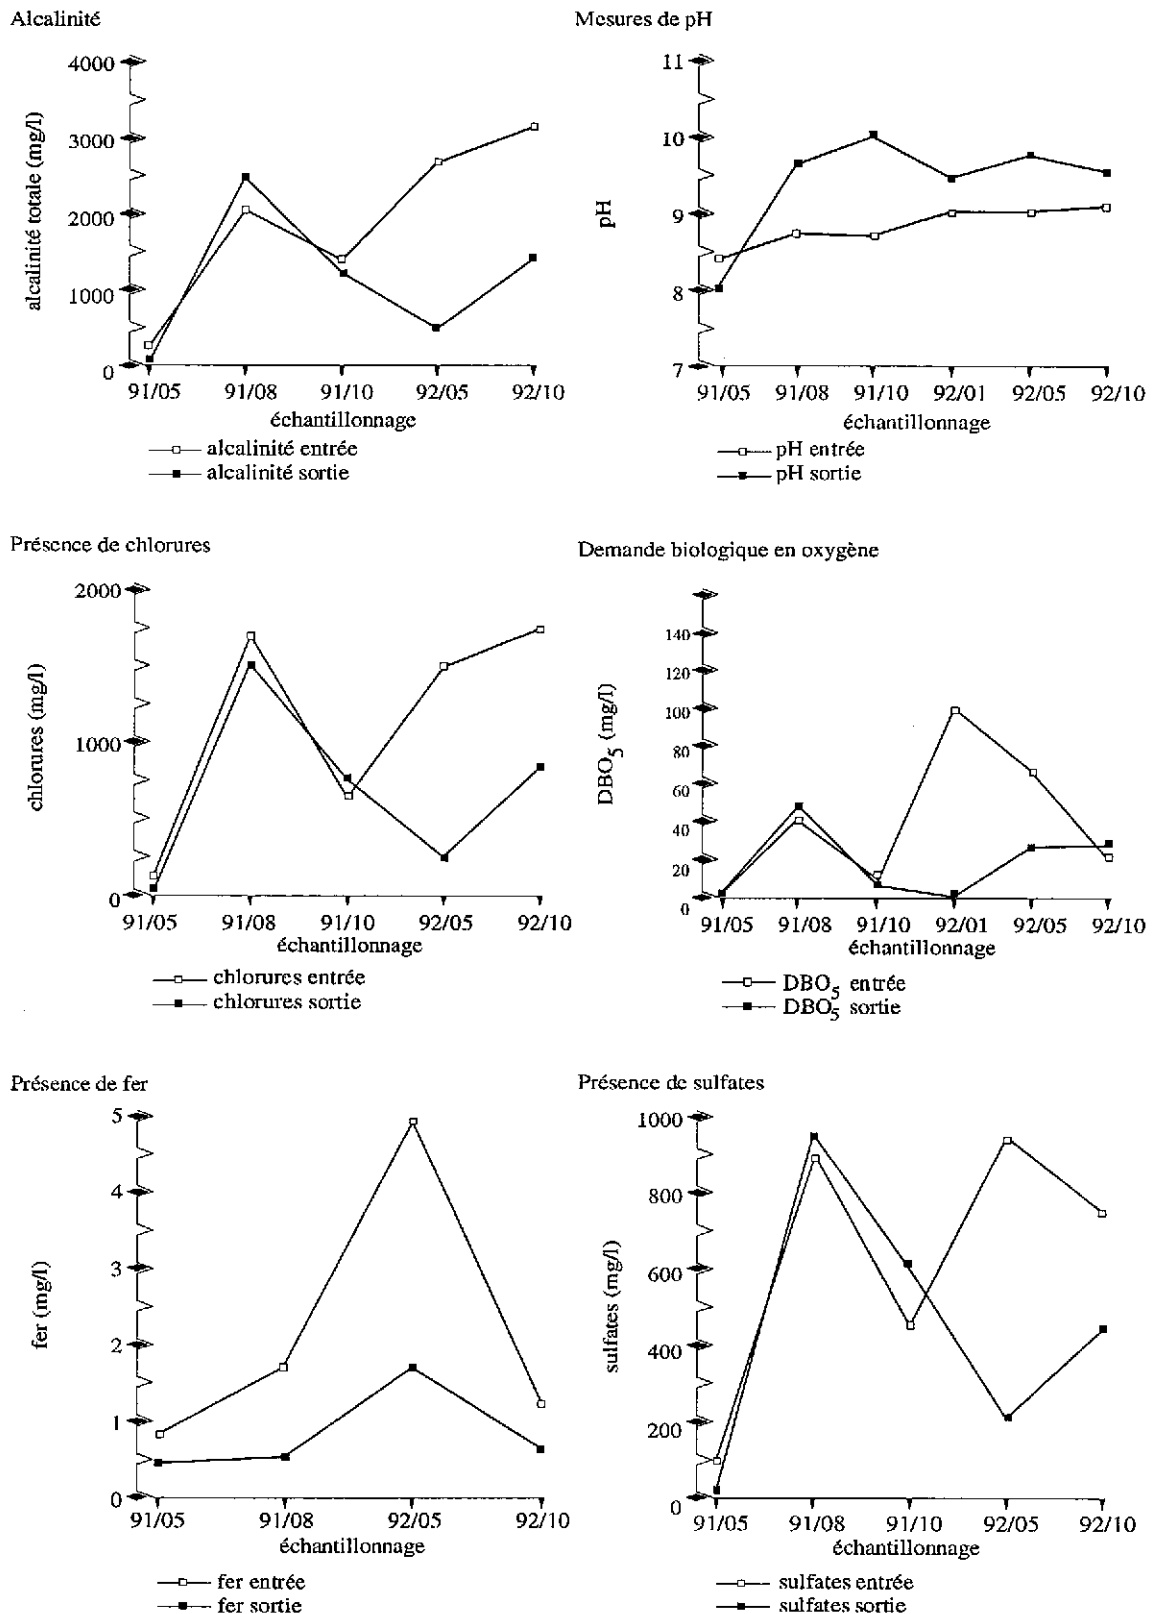 Alcalinité
4000
3000
2000
1000
0
alcalinité totale (mg/l)
91/05 91/08 91/10 92/05 92/10
échantillonnage
alcalinité entrée
alcalinité sortie
Mesures de pH
11
10
9
8
7
pH
91/05 91/08 91/10 92/01 92/05 92/10
échantillonnage
pH entrée
pH sortie
Présence de chlorures
2000
1000
0
chlorures (mg/l)
91/05 91/08 91/10 92/05 92/10
échantillonnage
chlorures entrée
chlorures sortie
Demande biologique en oxygène
140
120
100
80
60
40
20
0
DBO5 (mg/l)
91/05 91/08 91/10 92/01 92/05 92/10
échantillonnage
DBO5 entrée
DBO5 sortie
Présence de fer
5
4
3
2
1
0
fer (mg/l)
91/05 91/08 92/05 92/10
échantillonnage
fer entrée
fer sortie
Présence de sulfates
1000
800
600
400
200
0
sulfates (mg/l)
91/05 91/08 91/10 92/05 92/10
échantillonnage
sulfates entrée
sulfates sortie